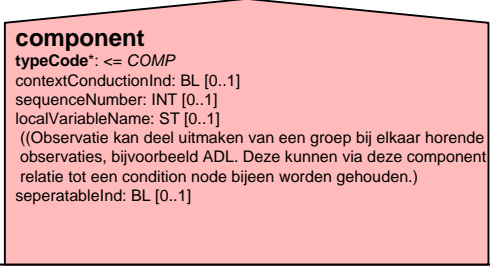 component
typeCode*: <= COMP
contextConductionInd: BL [0..1]
sequenceNumber: INT [0..1]
localVariableName: ST [0..1]
((Observatie kan deel uitmaken van een groep bij elkaar horende
observaties, bijvoorbeeld ADL. Deze kunnen via deze component
relatie tot een condition node bijeen worden gehouden.)
seperatableInd: BL [0..1]